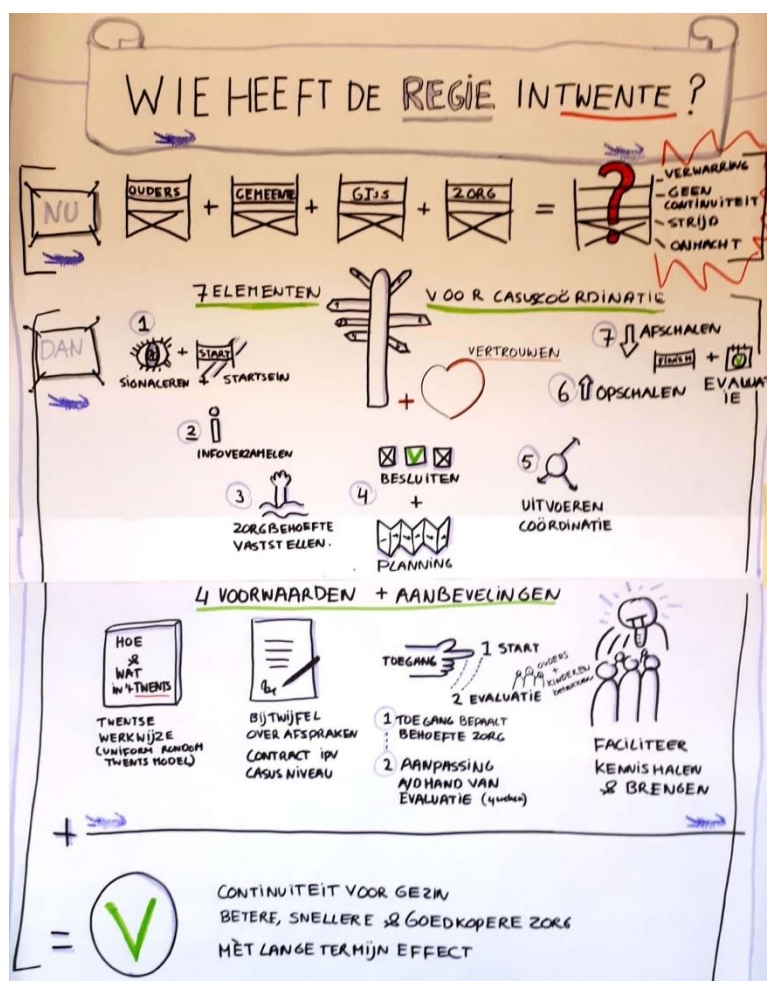 WIE HEEFT DE REGIE IN TWENTE?
NU
OUDERS + GEMEENTE + GI:s + ZORG = ?
- VERWARRING
- GEEN CONTINUITEIT
- STRIJD
- ONMACHT
7 ELEMENTEN VOOR CASUSCOÖRDINATIE
DAN
1
SIGNALEREN + STARTSEIN
START
+ VERTROUWEN
2
INFOVERZAMELEN
3
ZORGBEHOEFTE
VASTSTELLEN.
4
BESLUITEN
+
PLANNING
5
UITVOEREN
COÖRDINATIE
6 OPSCHALEN
7 AFSCHALEN
FINISH +
EVALUAT
IE
4 VOORWAARDEN + AANBEVELINGEN
HOE
&
WAT
IN 'T TWENTS
TWENTSE
WERKWIJZE
(UNIFORM RONDOM
TWENTS MODEL)
BIJ TWIJFEL
OVER AFSPRAKEN
CONTRACT IPV
CASUS NIVEAU
TOEGANG
1 START
2 EVALUATIE
OUDERS
+
KINDEREN
BETREKKEN
1 TOEGANG BEPAALT
BEHOEFTE ZORG
2 AANPASSING
A/D HAND VAN
EVALUATIE (4 weken)
FACILITEER
KENNIS HALEN
& BRENGEN
+
=
V
CONTINUITEIT VOOR GEZIN
BETERE, SNELLERE & GOEDKOPERE ZORG
MÈT LANGE TERMIJN EFFECT